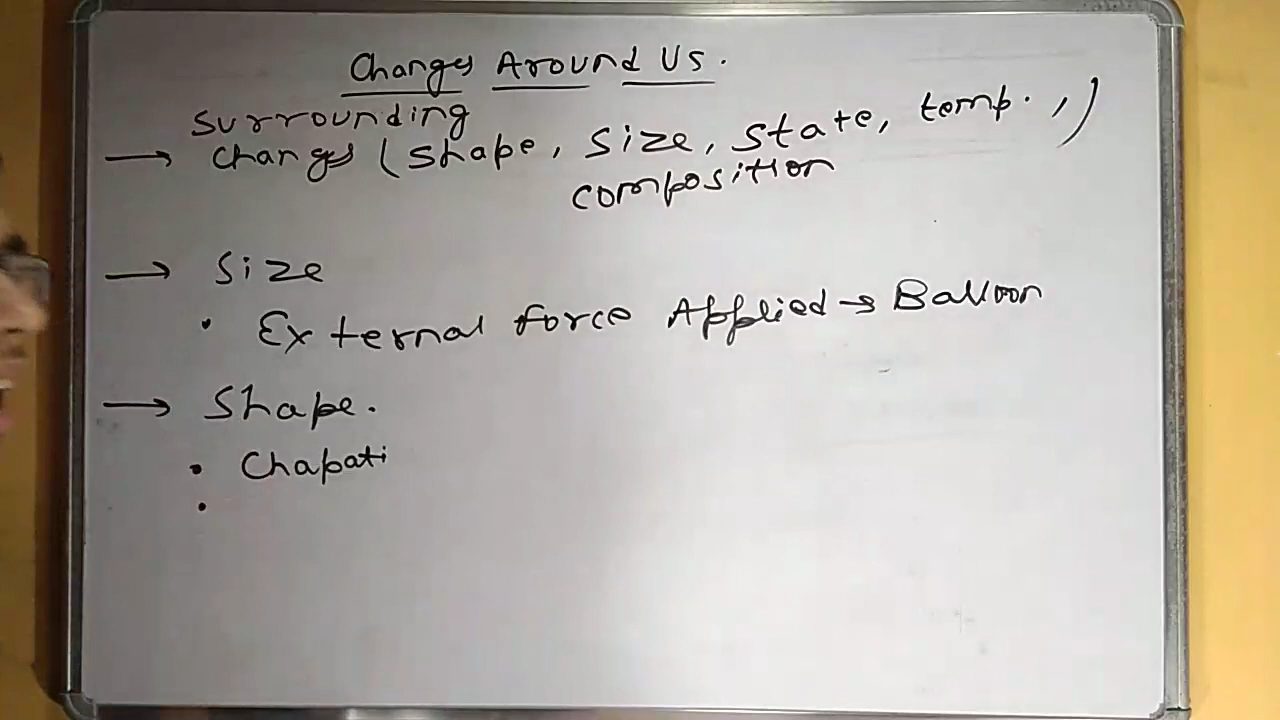 Changes Around Us.
Surrounding
→ changes (shape, size, state, temp. , )
composition
→ Size
• External force Applied → Balloon
→ Shape.
• Chapati
•